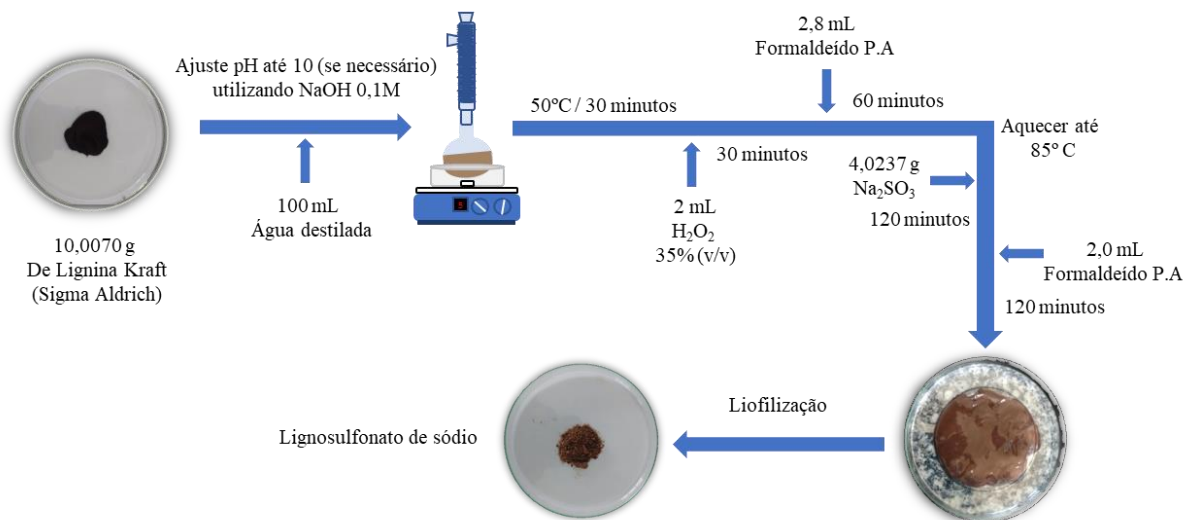 10,0070 g
De Lignina Kraft
(Sigma Aldrich)
Ajuste pH até 10 (se necessário)
utilizando NaOH 0,1M
100 mL
Água destilada
50ºC / 30 minutos
2 mL
H₂O₂
35% (v/v)
30 minutos
2,8 mL
Formaldeído P.A
60 minutos
Aquecer até
85º C
4,0237 g
Na₂SO₃
120 minutos
2,0 mL
Formaldeído P.A
120 minutos
Liofilização
Lignosulfonato de sódio